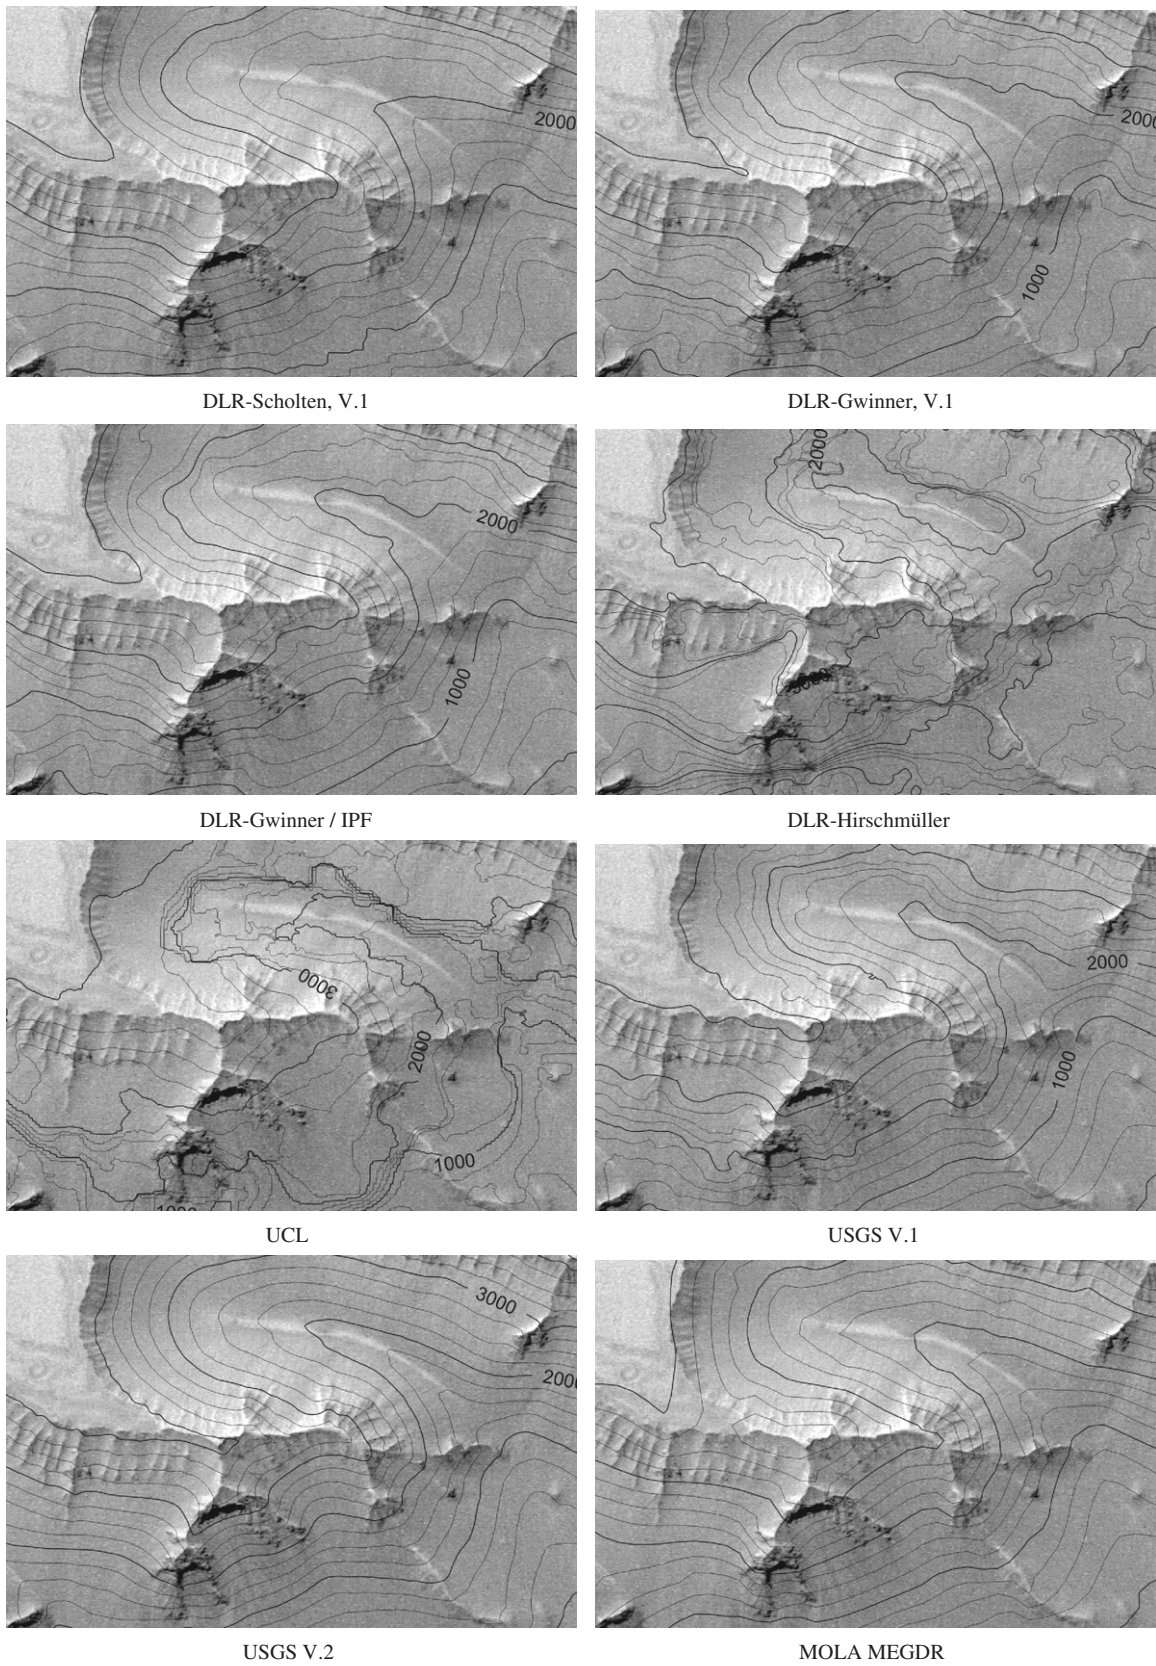 2000
2000
1000
DLR-Scholten, V.1
DLR-Gwinner, V.1
2000
1000
2000
3000
DLR-Gwinner / IPF
DLR-Hirschmüller
3000
2000
1000
1000
2000
1000
UCL
USGS V.1
3000
2000
USGS V.2
MOLA MEGDR